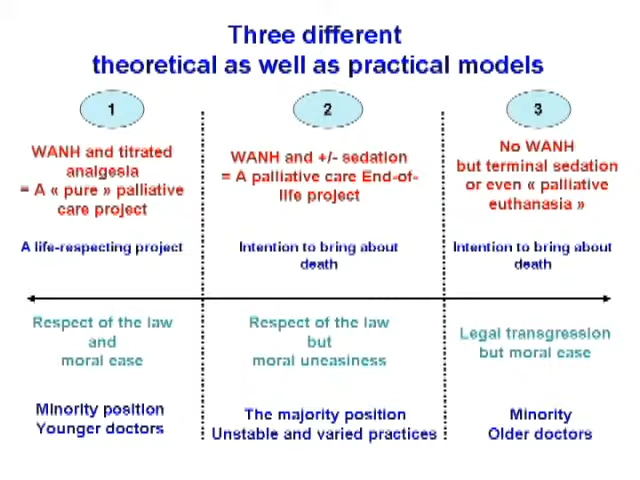 Three different
theoretical as well as practical models
1
WANH and titrated
analgesia
= A « pure » palliative
care project
A life-respecting project
Respect of the law
and
moral ease
Minority position
Younger doctors
2
WANH and +/- sedation
= A palliative care End-of-
life project
Intention to bring about
death
Respect of the law
but
moral uneasiness
The majority position
Unstable and varied practices
3
No WANH
but terminal sedation
or even « palliative
euthanasia »
Intention to bring about
death
Legal transgression
but moral ease
Minority
Older doctors